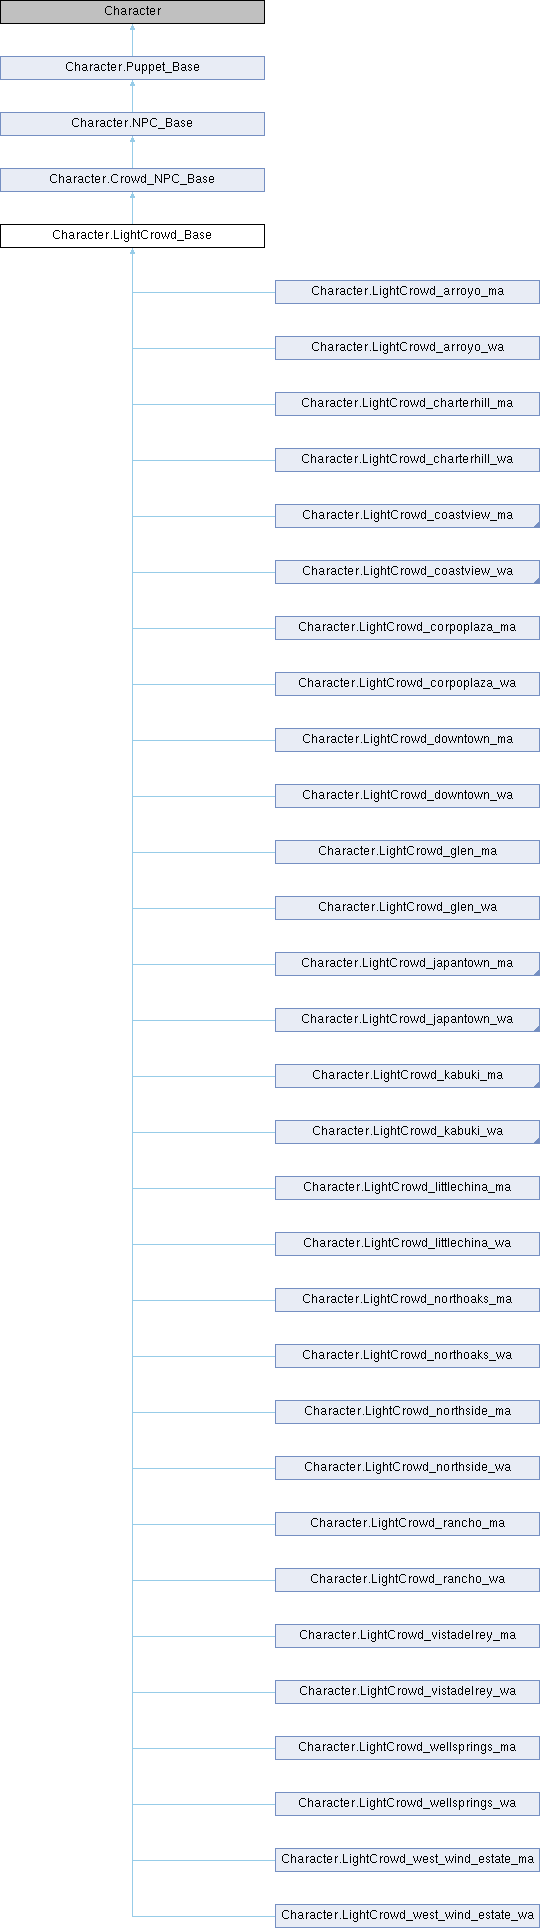 Character
Character.Puppet_Base
Character.NPC_Base
Character.Crowd_NPC_Base
Character.LightCrowd_Base
Character.LightCrowd_arroyo_ma
Character.LightCrowd_arroyo_wa
Character.LightCrowd_charterhill_ma
Character.LightCrowd_charterhill_wa
Character.LightCrowd_coastview_ma
Character.LightCrowd_coastview_wa
Character.LightCrowd_corpoplaza_ma
Character.LightCrowd_corpoplaza_wa
Character.LightCrowd_downtown_ma
Character.LightCrowd_downtown_wa
Character.LightCrowd_glen_ma
Character.LightCrowd_glen_wa
Character.LightCrowd_japantown_ma
Character.LightCrowd_japantown_wa
Character.LightCrowd_kabuki_ma
Character.LightCrowd_kabuki_wa
Character.LightCrowd_littlechina_ma
Character.LightCrowd_littlechina_wa
Character.LightCrowd_northoaks_ma
Character.LightCrowd_northoaks_wa
Character.LightCrowd_northside_ma
Character.LightCrowd_northside_wa
Character.LightCrowd_rancho_ma
Character.LightCrowd_rancho_wa
Character.LightCrowd_vistadelrey_ma
Character.LightCrowd_vistadelrey_wa
Character.LightCrowd_wellsprings_ma
Character.LightCrowd_wellsprings_wa
Character.LightCrowd_west_wind_estate_ma
Character.LightCrowd_west_wind_estate_wa